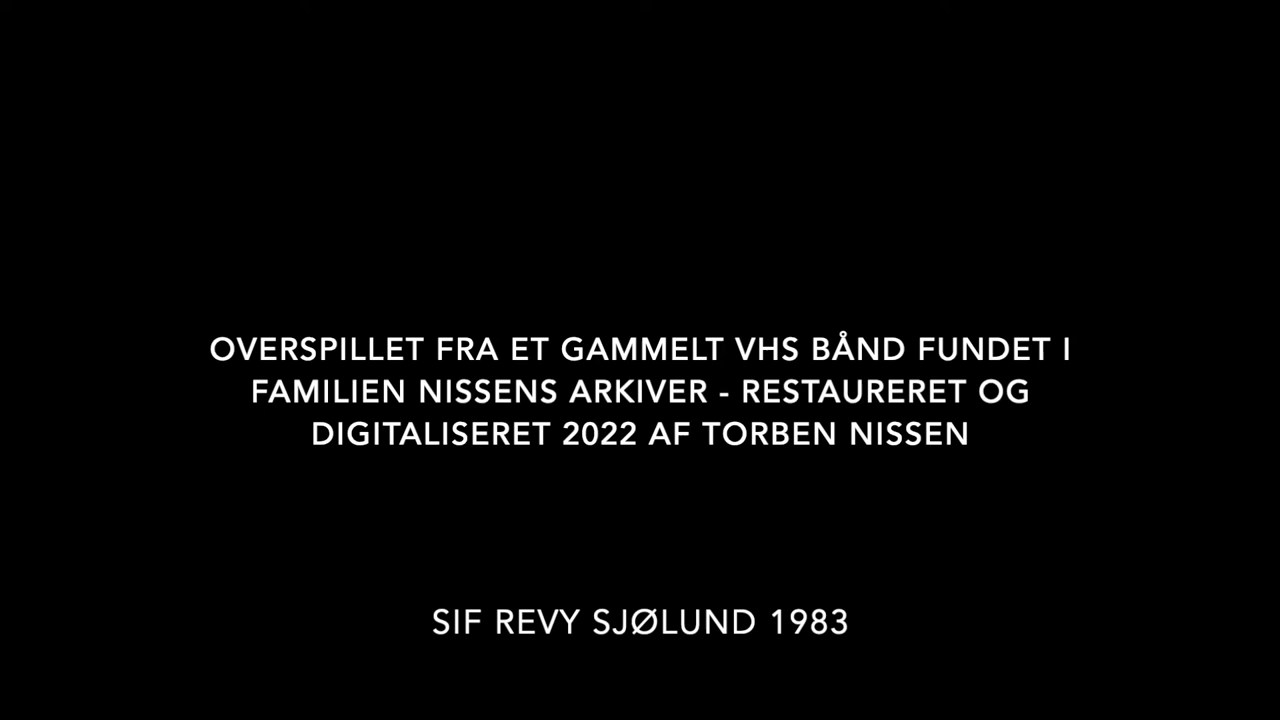 OVERSPILLET FRA ET GAMMELT VHS BÅND FUNDET I
FAMILIEN NISSENS ARKIVER - RESTAURERET OG
DIGITALISERET 2022 AF TORBEN NISSEN
SIF REVY SJØLUND 1983